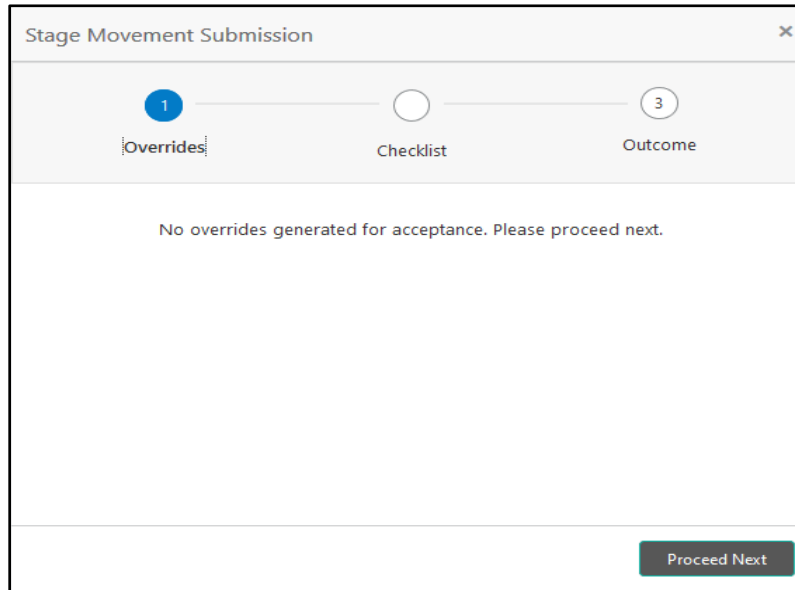 Stage Movement Submission ×
1 3
Overrides Checklist Outcome
No overrides generated for acceptance. Please proceed next.
Proceed Next